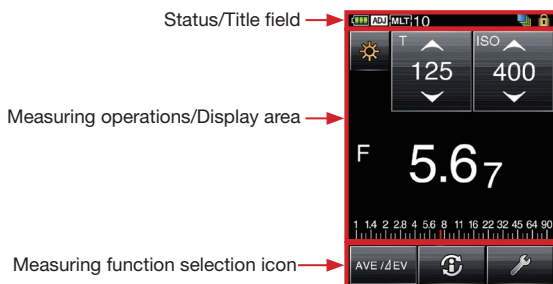 Status/Title field
ADJ MLT 10
T
125
ISO
400
Measuring operations/Display area
F
5.67
1 1.4 2 2.8 4 5.6 8 11 16 22 32 45 64 90
Measuring function selection icon
AVE/⊿EV